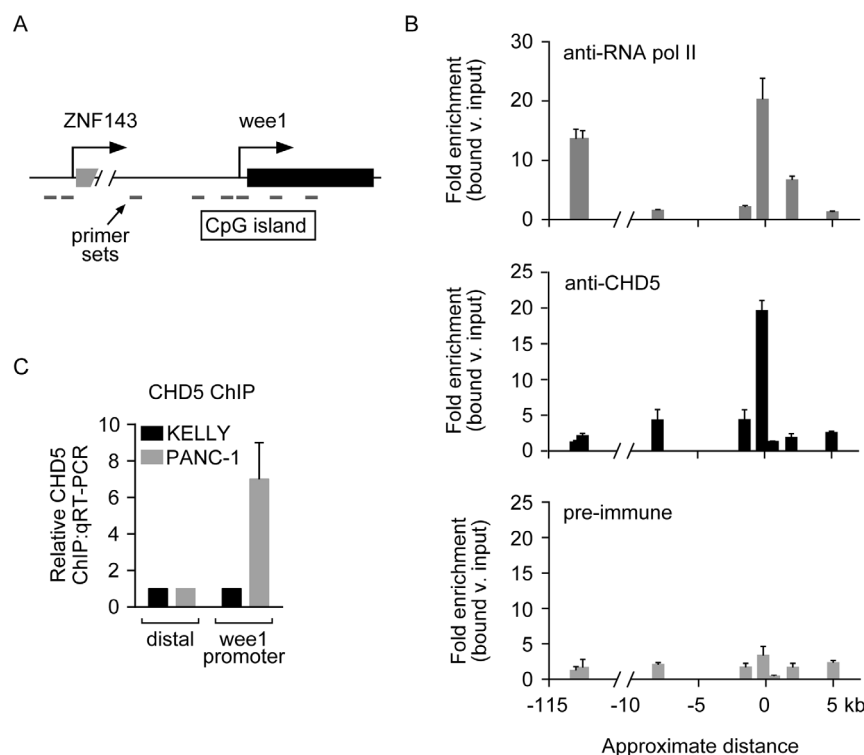 A
ZNF143
wee1
primer
sets
CpG island
B
anti-RNA pol II
Fold enrichment
(bound v. input)
30
20
10
0
anti-CHD5
Fold enrichment
(bound v. input)
25
20
15
10
5
0
pre-immune
Fold enrichment
(bound v. input)
25
20
15
10
5
0
-115
-10
-5
0
5 kb
Approximate distance
C
CHD5 ChIP
KELLY
PANC-1
Relative CHD5
ChIP:qRT-PCR
10
8
6
4
2
0
distal
wee1
promoter